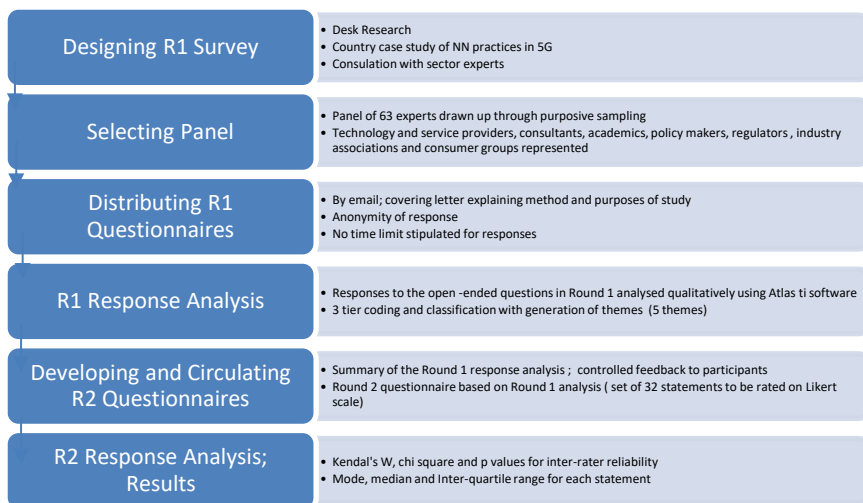 Designing R1 Survey
• Desk Research
• Country case study of NN practices in 5G
• Consulation with sector experts
Selecting Panel
• Panel of 63 experts drawn up through purposive sampling
• Technology and service providers, consultants, academics, policy makers, regulators , industry
associations and consumer groups represented
Distributing R1
Questionnaires
• By email; covering letter explaining method and purposes of study
• Anonymity of response
• No time limit stipulated for responses
R1 Response Analysis
• Responses to the open -ended questions in Round 1 analysed qualitatively using Atlas ti software
• 3 tier coding and classification with generation of themes (5 themes)
Developing and Circulating
R2 Questionnaires
• Summary of the Round 1 response analysis ; controlled feedback to participants
• Round 2 questionnaire based on Round 1 analysis ( set of 32 statements to be rated on Likert
scale)
R2 Response Analysis;
Results
• Kendal's W, chi square and p values for inter-rater reliability
• Mode, median and Inter-quartile range for each statement